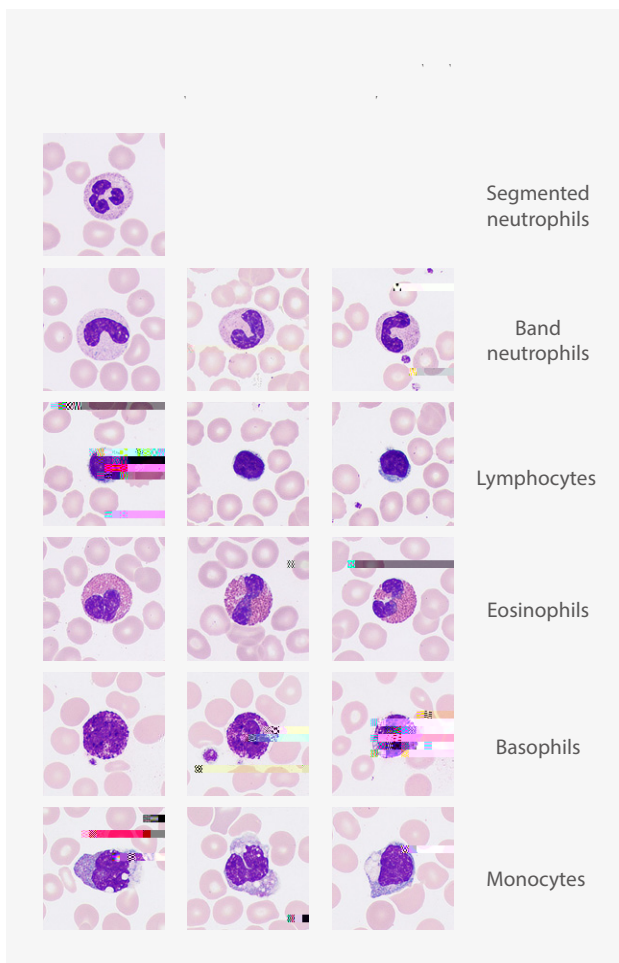 Segmented
neutrophils
Band
neutrophils
Lymphocytes
Eosinophils
Basophils
Monocytes